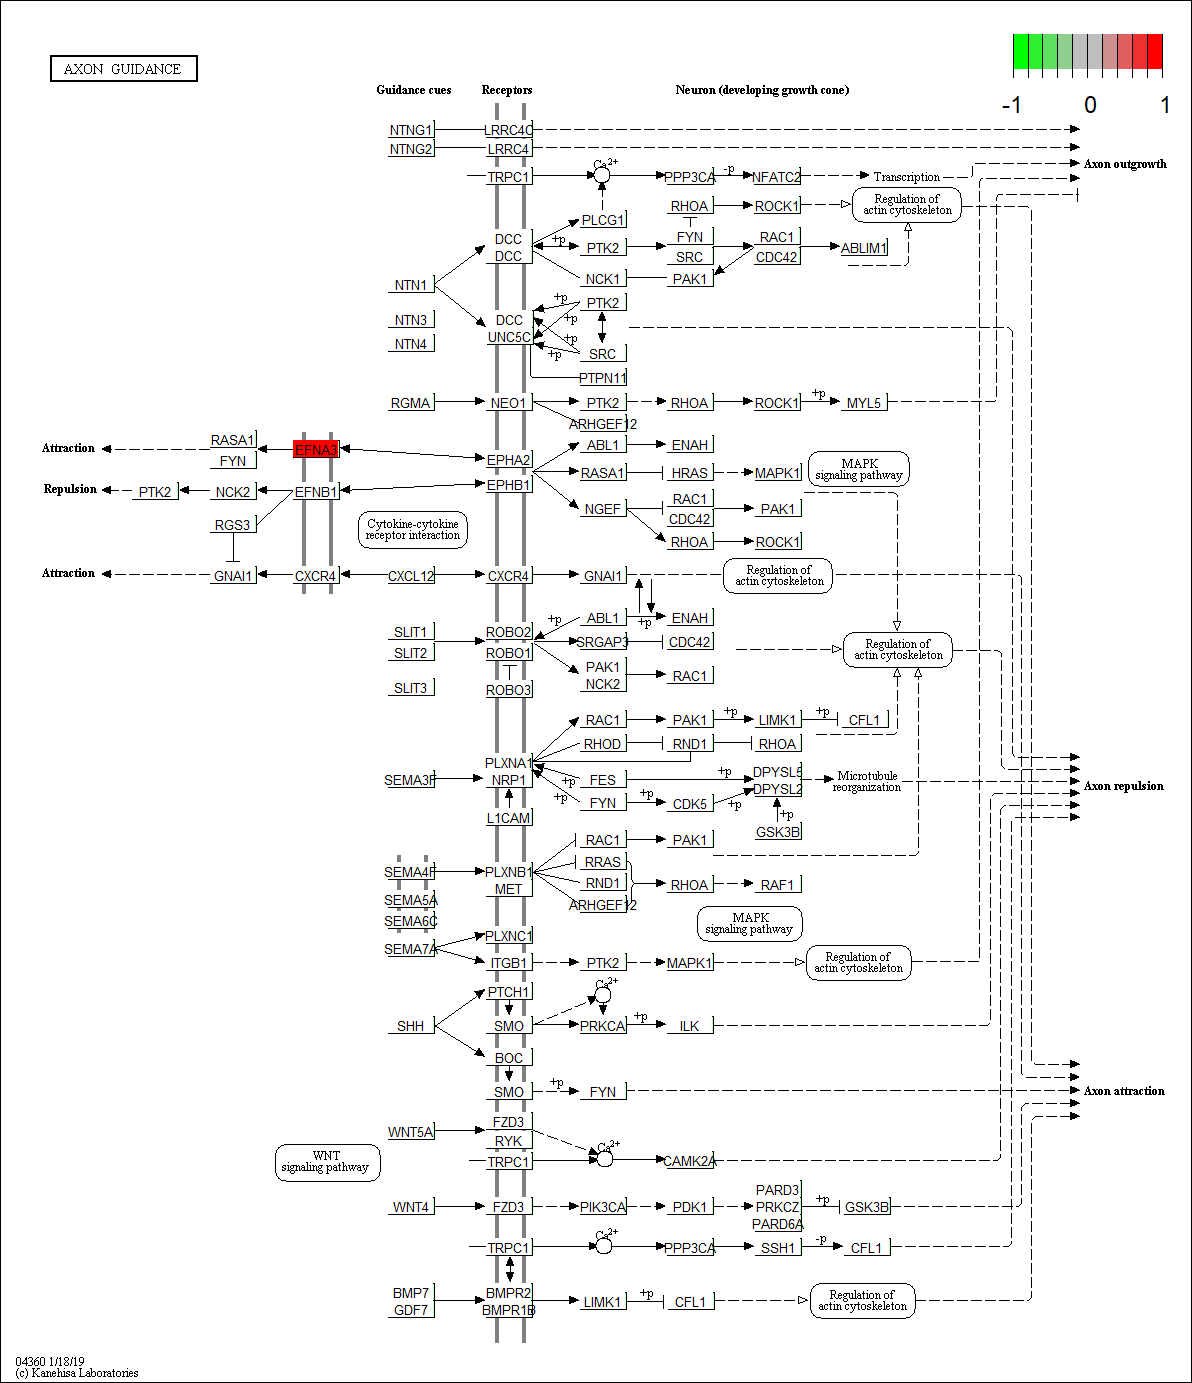 AXON GUIDANCE
-1 0 1
Guidance cues Receptors Neuron (developing growth cone)
NTNG1 LRRC4C
NTNG2 LRRC4
Axon outgrowth
TRPC1 Ca2+ PPP3CA -p NFATC2 Transcription
PLCG1 RHOA ROCK1 Regulation of
actin cytoskeleton
DCC +p PTK2 FYN RAC1 ABLIM1
DCC SRC CDC42
NCK1 PAK1
NTN1
NTN3 DCC +p PTK2
NTN4 UNC5C +p
+p
+p SRC
PTPN11
RGMA NEO1 PTK2 RHOA ROCK1 +p MYL5
ARHGEF12
Attraction RASA1 EFNA3 EPHA2 ABL1 ENAH
FYN
RASA1 HRAS MAPK1 MAPK
signaling pathway
Repulsion PTK2 NCK2 EFNB1 EPHB1
NGEF RAC1 PAK1
CDC42
RGS3 Cytokine-cytokine
receptor interaction
RHOA ROCK1
Attraction GNAI1 CXCR4 CXCL12 CXCR4 GNAI1 Regulation of
actin cytoskeleton
ABL1 +p ENAH
SLIT1 ROBO2 +p SRGAP3 CDC42 Regulation of
actin cytoskeleton
SLIT2 ROBO1
PAK1 RAC1
NCK2
SLIT3 ROBO3
RAC1 PAK1 +p LIMK1 +p CFL1
RHOD RND1 RHOA
SEMA3F PLXNA1
NRP1 +p FES +p DPYSL5 Microtubule
reorganization
Axon repulsion
+p FYN CDK5 +p DPYSL2
L1CAM +p
GSK3B
RAC1 PAK1
SEMA4F PLXNB1 RRAS
MET RND1 RHOA RAF1
SEMA5A ARHGEF12
SEMA6C MAPK
signaling pathway
SEMA7A PLXNC1
ITGB1 PTK2 MAPK1 Regulation of
actin cytoskeleton
PTCH1 Ca2+
SHH SMO PRKCA +p ILK
BOC
SMO +p FYN Axon attraction
WNT5A FZD3
RYK Ca2+
WNT
signaling pathway
TRPC1 CAMK2A
WNT4 FZD3 PIK3CA PDK1 PARD3 +p GSK3B
PRKCZ
PARD6A
TRPC1 Ca2+ PPP3CA SSH1 -p CFL1
BMP7 BMPR2 LIMK1 +p CFL1 Regulation of
actin cytoskeleton
GDF7 BMPR1B
04360 1/18/19
(c) Kanehisa Laboratories